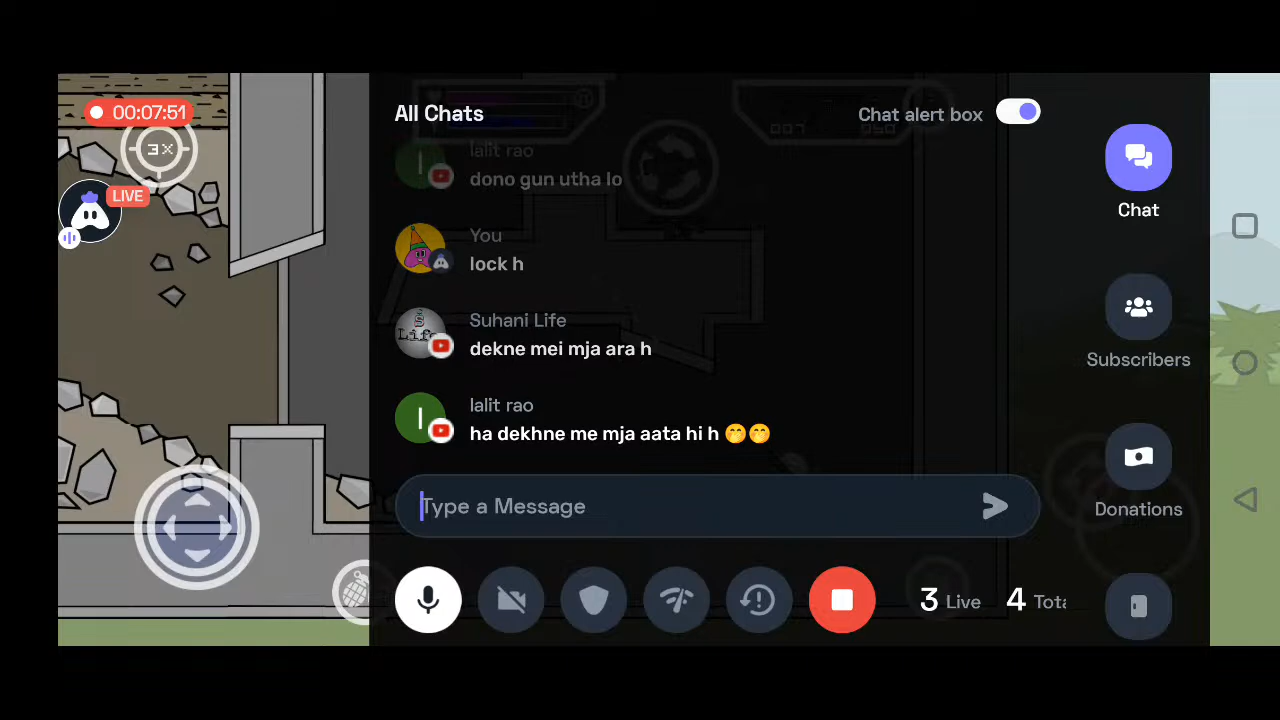 00:07:51
3X
LIVE
All Chats
Chat alert box
lalit rao
dono gun utha lo
You
lock h
Suhani Life
dekne mei mja ara h
lalit rao
ha dekhne me mja aata hi h 🤭🤭
Type a Message
3 Live 4 Tota
Chat
Subscribers
Donations